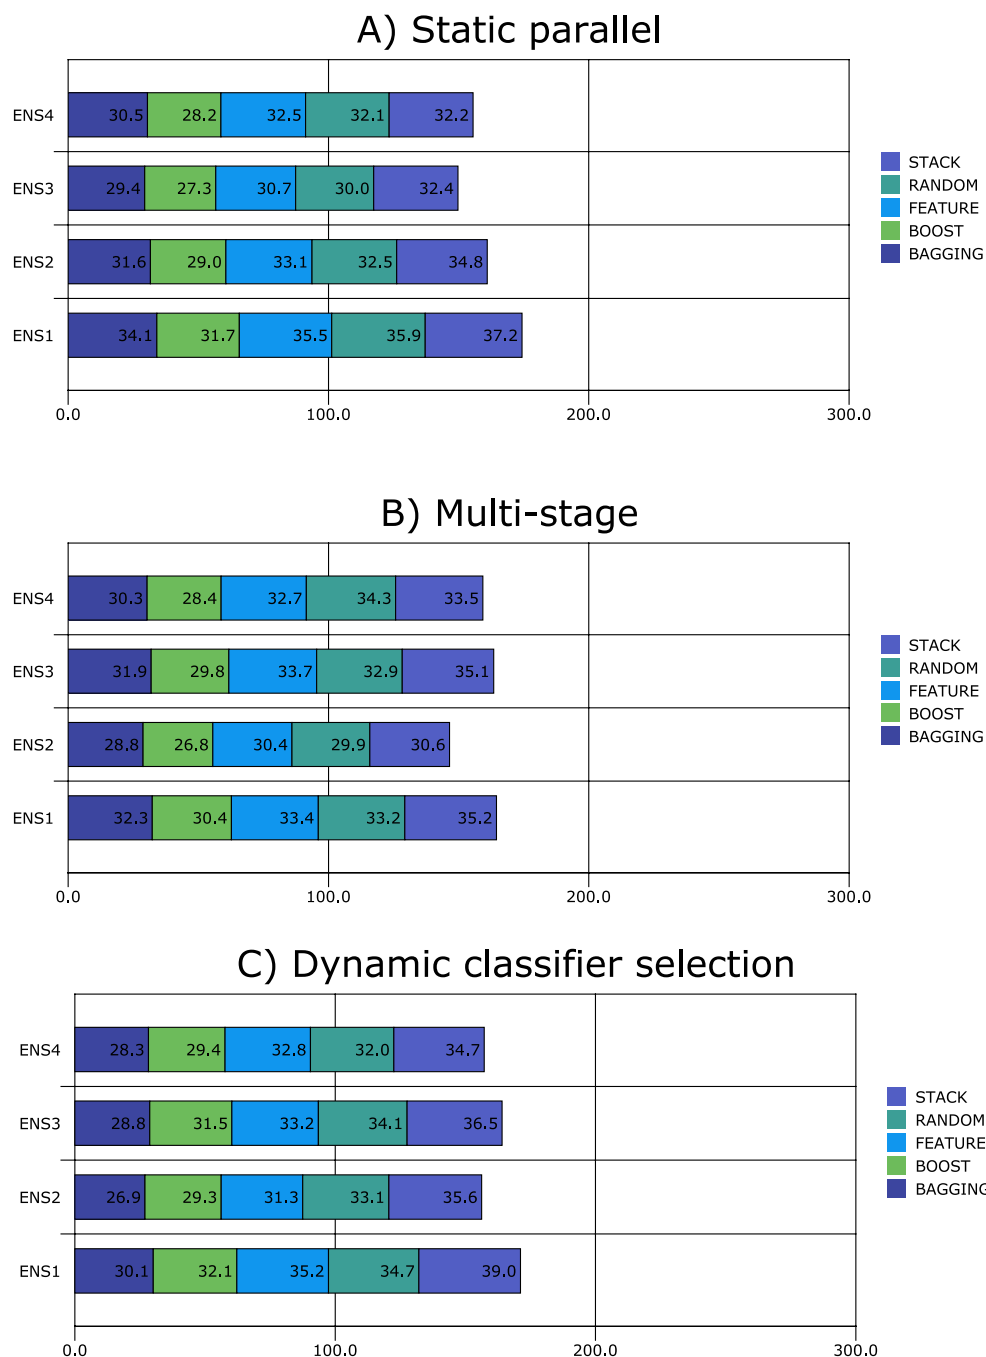 A) Static parallel
ENS4 30.5 28.2 32.5 32.1 32.2
ENS3 29.4 27.3 30.7 30.0 32.4
ENS2 31.6 29.0 33.1 32.5 34.8
ENS1 34.1 31.7 35.5 35.9 37.2
0.0 100.0 200.0 300.0
STACK
RANDOM
FEATURE
BOOST
BAGGING
B) Multi-stage
ENS4 30.3 28.4 32.7 34.3 33.5
ENS3 31.9 29.8 33.7 32.9 35.1
ENS2 28.8 26.8 30.4 29.9 30.6
ENS1 32.3 30.4 33.4 33.2 35.2
0.0 100.0 200.0 300.0
STACK
RANDOM
FEATURE
BOOST
BAGGING
C) Dynamic classifier selection
ENS4 28.3 29.4 32.8 32.0 34.7
ENS3 28.8 31.5 33.2 34.1 36.5
ENS2 26.9 29.3 31.3 33.1 35.6
ENS1 30.1 32.1 35.2 34.7 39.0
0.0 100.0 200.0 300.0
STACK
RANDOM
FEATURE
BOOST
BAGGING